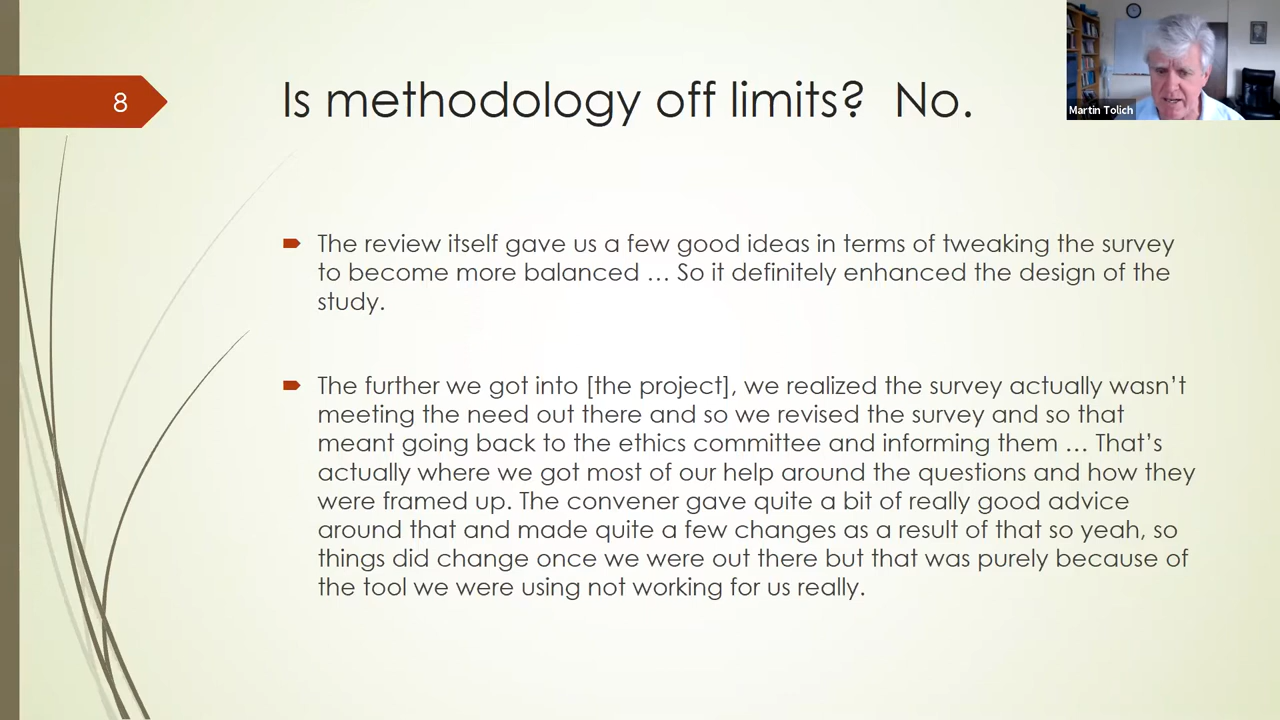 8
Is methodology off limits?  No.
Martin Tolich
The review itself gave us a few good ideas in terms of tweaking the survey
to become more balanced … So it definitely enhanced the design of the
study.
The further we got into [the project], we realized the survey actually wasn’t
meeting the need out there and so we revised the survey and so that
meant going back to the ethics committee and informing them … That’s
actually where we got most of our help around the questions and how they
were framed up. The convener gave quite a bit of really good advice
around that and made quite a few changes as a result of that so yeah, so
things did change once we were out there but that was purely because of
the tool we were using not working for us really.